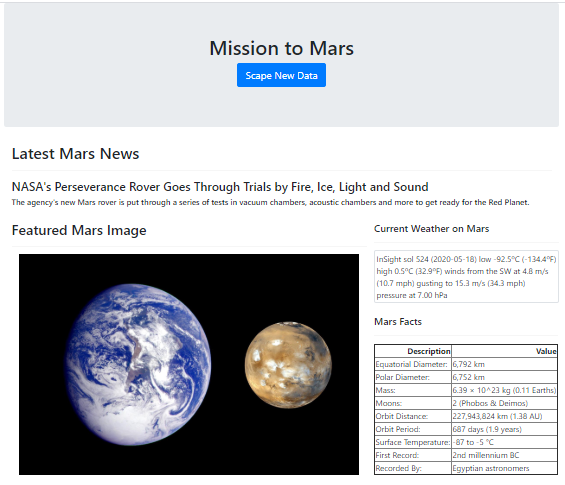 Mission to Mars
Scape New Data
Latest Mars News
NASA's Perseverance Rover Goes Through Trials by Fire, Ice, Light and Sound
The agency's new Mars rover is put through a series of tests in vacuum chambers, acoustic chambers and more to get ready for the Red Planet.
Featured Mars Image
Current Weather on Mars
InSight sol 524 (2020-05-18) low -92.5ºC (-134.4ºF)
high 0.5ºC (32.9ºF) winds from the SW at 4.8 m/s
(10.7 mph) gusting to 15.3 m/s (34.3 mph)
pressure at 7.00 hPa
Mars Facts
Description Value
Equatorial Diameter: 6,792 km
Polar Diameter: 6,752 km
Mass: 6.39 × 10^23 kg (0.11 Earths)
Moons: 2 (Phobos & Deimos)
Orbit Distance: 227,943,824 km (1.38 AU)
Orbit Period: 687 days (1.9 years)
Surface Temperature: -87 to -5 °C
First Record: 2nd millennium BC
Recorded By: Egyptian astronomers